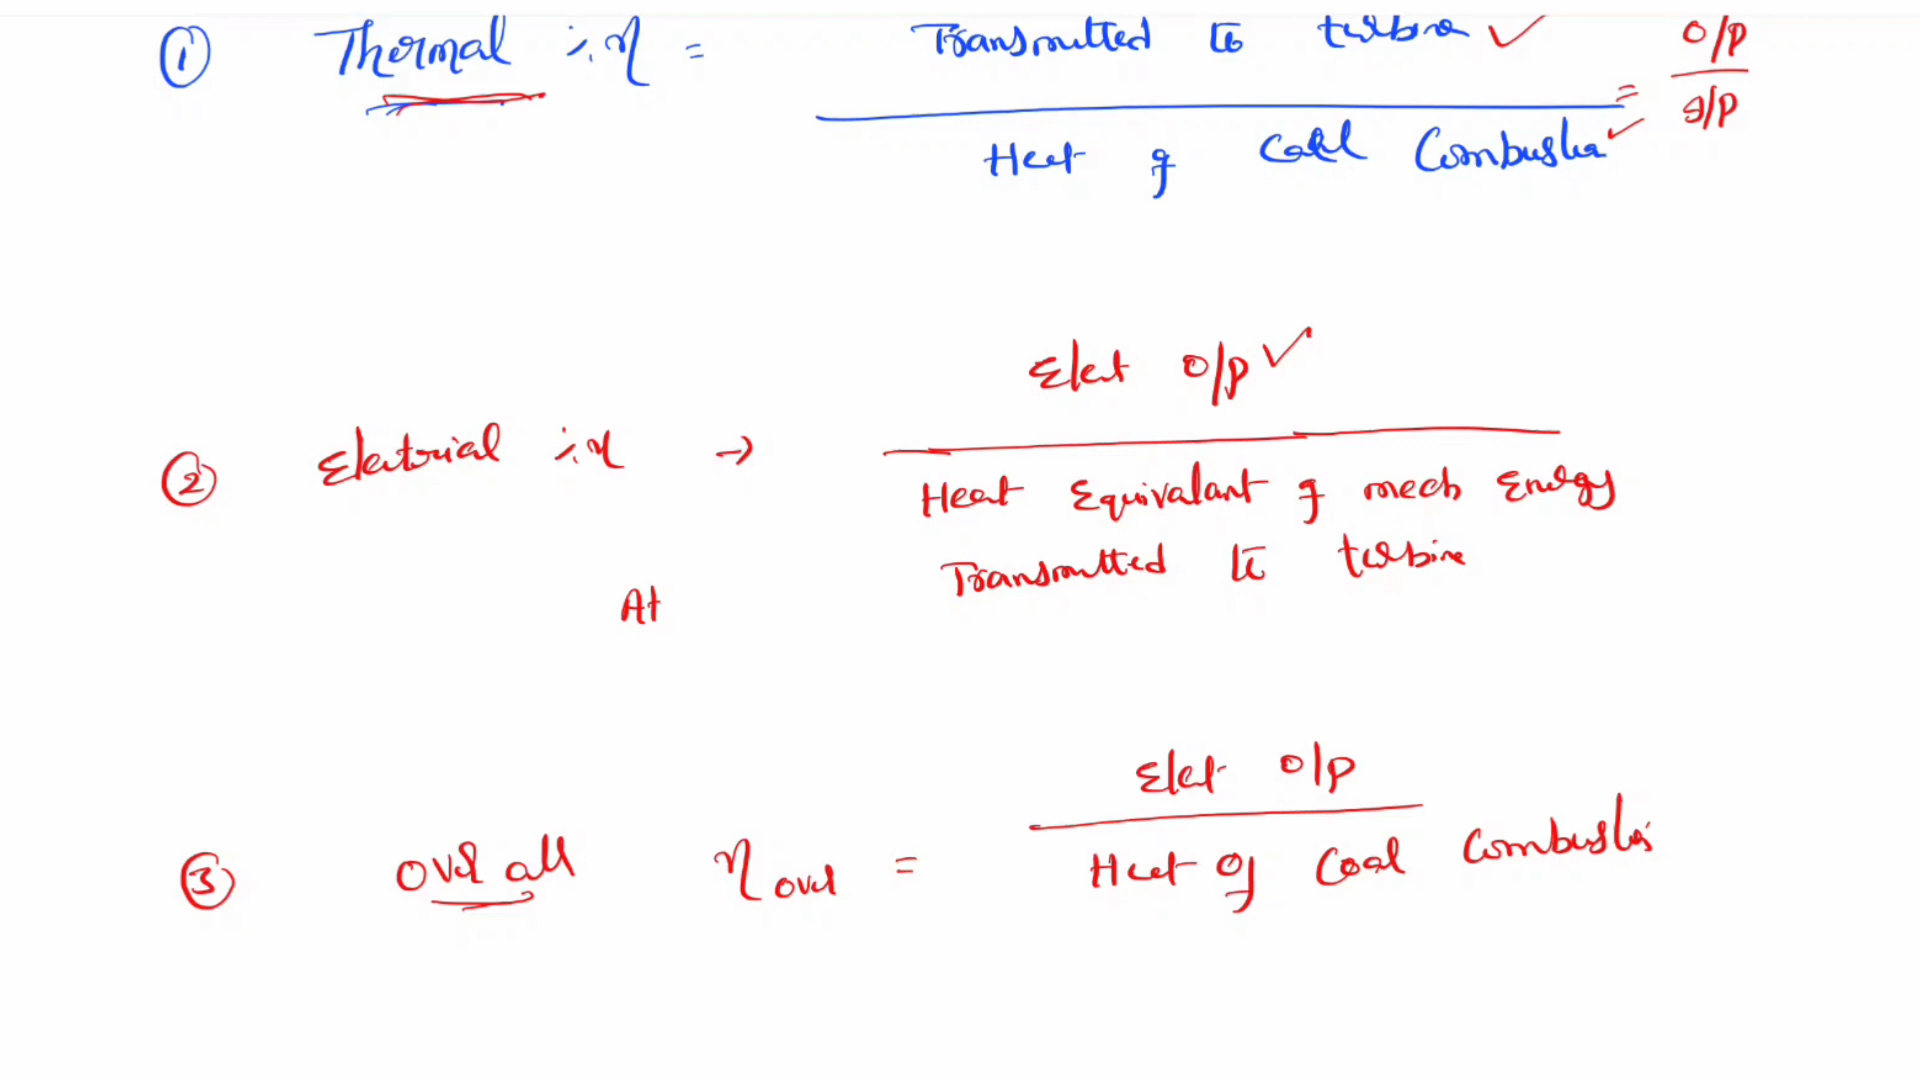 ① Thermal %η = Transmitted to turbine ✓ = o/p / I/p
Heat of Coal Combustion ✓
Elect o/p ✓
② Electrical %η →
Heat Equivalant of mech Energy
Transmitted to turbine
At
Elect o/p
③ Over all η over =
Heat Of Coal Combustion